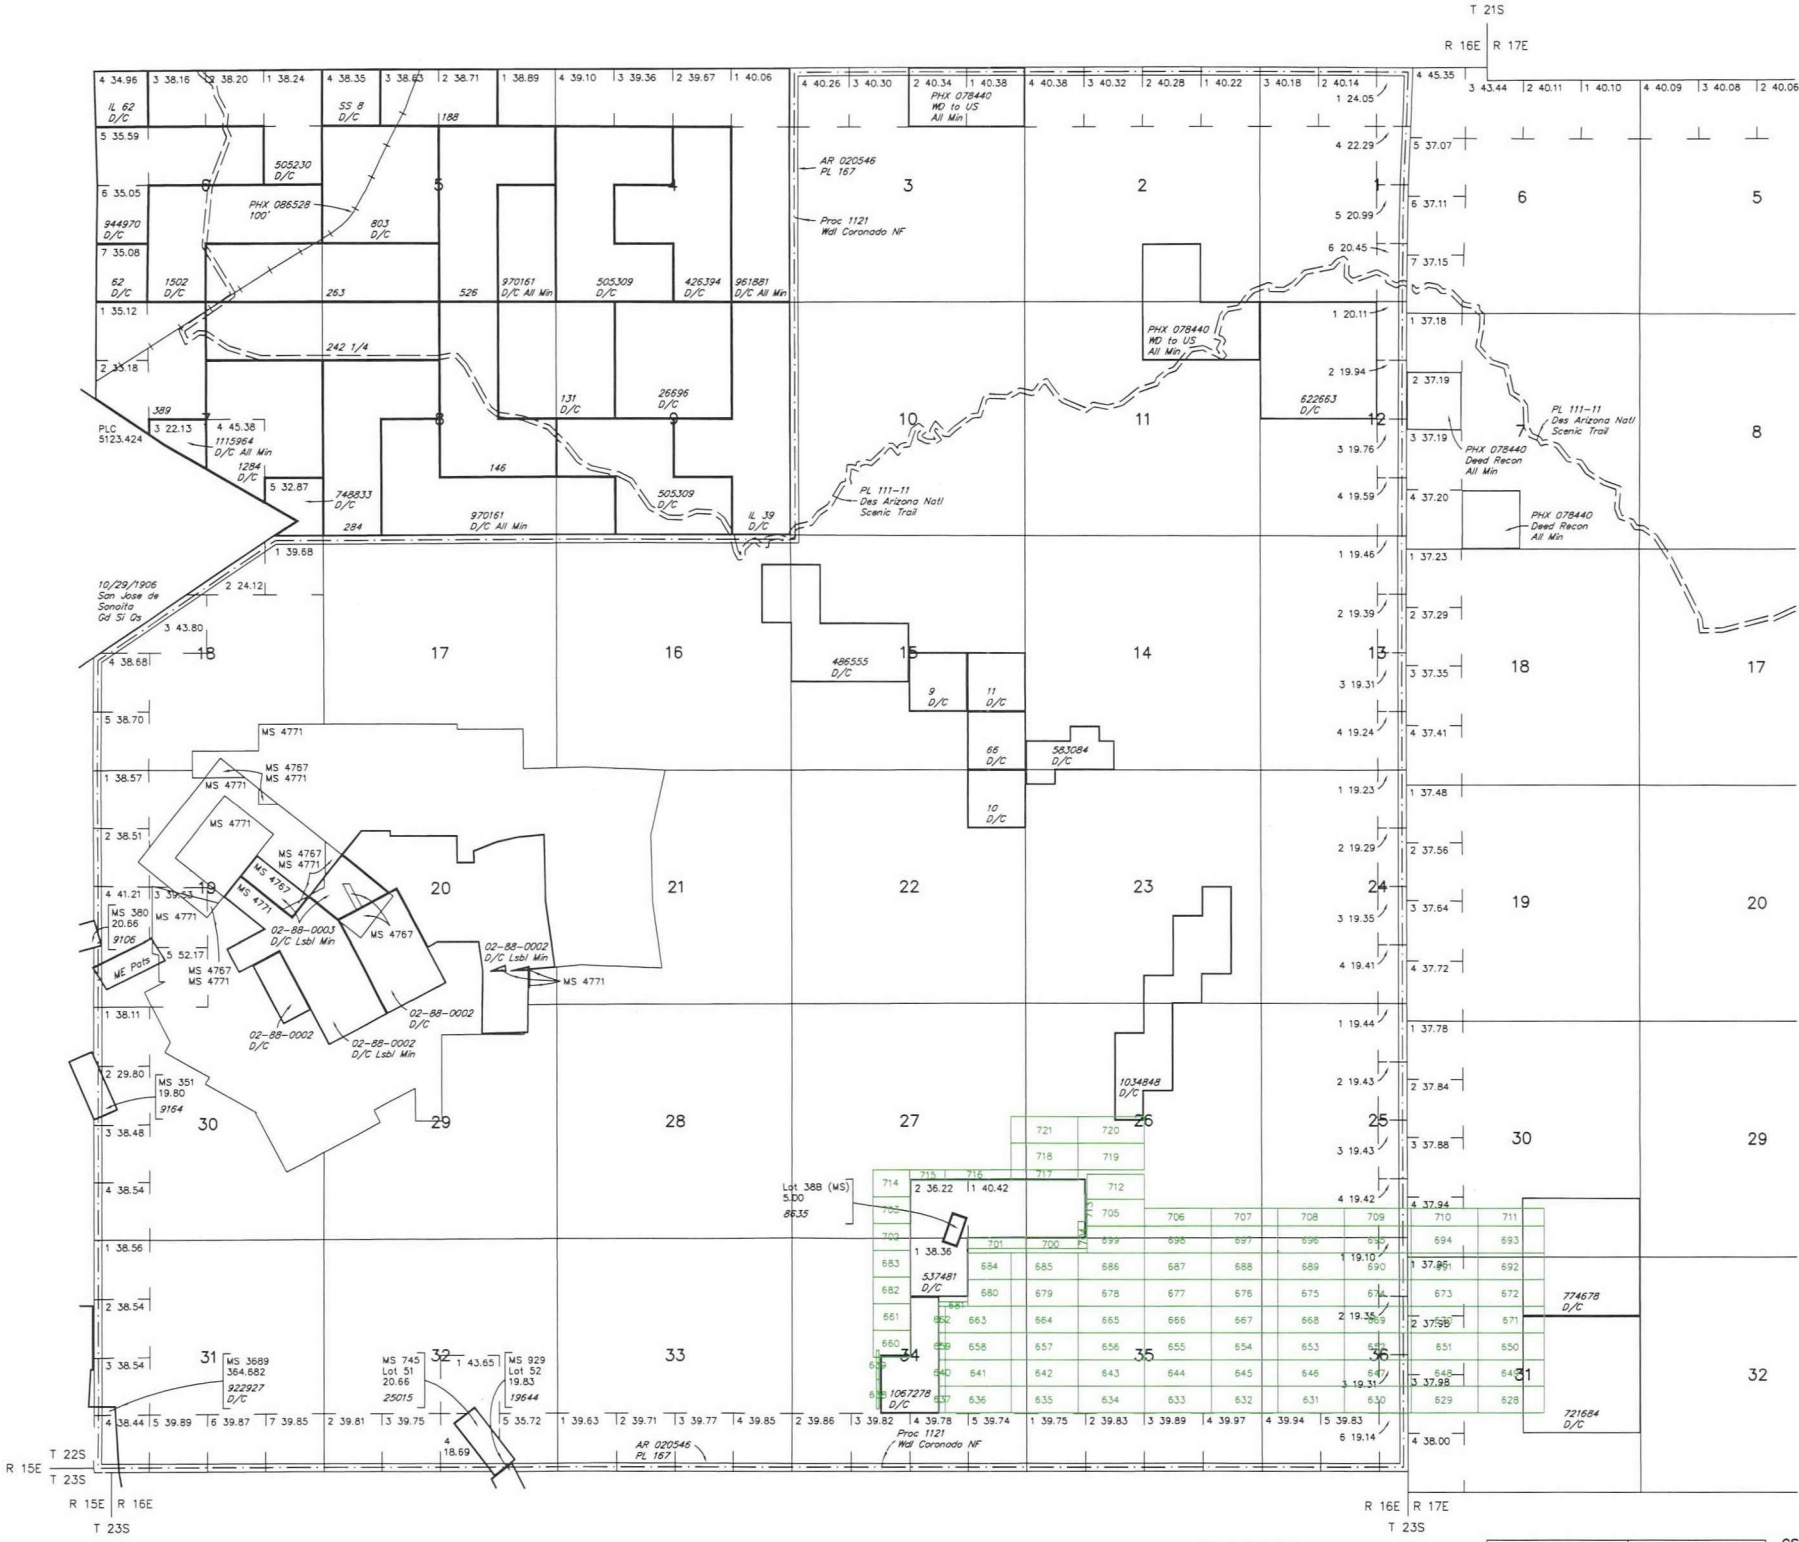 T 21S
R 16E R 17E
4 34.96 3 38.16 2 38.20 1 38.24 4 38.35 3 38.63 2 38.71 1 38.89 4 39.10 3 39.36 2 39.67 1 40.06 4 40.26 3 40.30 2 40.34 1 40.38 4 40.38 3 40.32 2 40.28 1 40.22 3 40.18 2 40.14 4 45.35
3 43.44 2 40.11 1 40.10 4 40.09 3 40.08 2 40.06
1 24.05
IL 62
D/C
SS 8
D/C
188
PHX 078440
WD to US
All Min
5 35.59
4 22.29
5 37.07
505230
D/C
AR 020546
PL 167
6 35.05
6 5 4 3 2 1 6 5
PHX 086528
100'
6 37.11
5 20.99
944970
D/C
803
D/C
Proc 1121
Wdl Coronado NF
7 35.08
6 20.45
7 37.15
62
D/C
1502
D/C
263
526
970161
D/C All Min
505309
D/C
426394
D/C
961881
D/C All Min
1 35.12
1 20.11
1 37.18
PHX 078440
WD to US
All Min
242 1/4
2 33.18
2 19.94
2 37.19
131
D/C
26696
D/C
622663
D/C
389
PLC
5123.424
3 22.13 4 45.38
7 8 9 10 11 12 7 8
PL 111-11
Des Arizona Natl
Scenic Trail
1115964
D/C All Min
3 19.76
3 37.19
PHX 078440
Deed Recon
All Min
1284
D/C
146
5 32.87
748833
D/C
505309
D/C
PL 111-11
Des Arizona Natl
Scenic Trail
4 19.59
4 37.20
284
970161
D/C All Min
IL 39
D/C
PHX 078440
Deed Recon
All Min
1 39.68
1 19.46
1 37.23
10/29/1906
San Jose de
Sonoita
Gd Si Qs
2 24.12
2 19.39
2 37.29
3 43.80
4 38.68
18 17 16 15 14 13 18 17
486555
D/C
3 19.31
3 37.35
9
D/C
11
D/C
5 38.70
4 19.24
4 37.41
MS 4771
66
D/C
583084
D/C
1 38.57
MS 4767
MS 4771
MS 4771
1 19.23
1 37.48
10
D/C
MS 4771
2 38.51
2 19.29
2 37.56
MS 4767
MS 4771
MS 4767
MS 4771
4 41.21 3 39.53
19 20 21 22 23 24 19 20
MS 380
20.66
9106
MS 4771
3 19.35
3 37.64
02-88-0003
D/C Lsbl Min
MS 4767
ME Pats
5 52.17
MS 4767
MS 4771
02-88-0002
D/C Lsbl Min
MS 4771
4 19.41
4 37.72
1 38.11
02-88-0002
D/C
02-88-0002
D/C
02-88-0002
D/C Lsbl Min
1 19.44
1 37.78
2 29.80
MS 351
19.80
9164
1034848
D/C
2 19.43
2 37.84
3 38.48
30 29 28 27 26 25 30 29
721 720
718 719
3 19.43
3 37.88
4 38.54
714 715 716 717
Lot 38B (MS)
5.00
8635
2 36.22 1 40.42
712
4 19.42
4 37.94
703 713 705
706 707 708 709 710 711
1 38.56
702
1 38.36
701 700
699 698 697 696 695 694 693
1 19.10
683
684 685 686 687 688 689 690 691 692
537481
D/C
682
680 679 678 677 676 675 674 673 672
774678
D/C
2 38.54
681
2 19.35
2 37.98
661
662 663 664 665 666 667 668 669 670 671
660
659 658 657 656 655 654 653 652 651 650
31 32 33 34 35 36 31 32
3 38.54
MS 3689
364.682
922927
D/C
MS 745
Lot 51
20.66
25015
1 43.65
MS 929
Lot 52
19.83
19644
639
640 641 642 643 644 645 646 647 648 649
3 19.31
3 37.98
638
1067278
D/C
637 636 635 634 633 632 631 630 629 628
721684
D/C
4 38.44 5 39.89 6 39.87 7 39.85 2 39.81 3 39.75 5 35.72 1 39.63 2 39.71 3 39.77 4 39.85 2 39.86 3 39.82 4 39.78 5 39.74 1 39.75 2 39.83 3 39.89 4 39.97 4 39.94 5 39.83
6 19.14
4 38.00
4
18.69
AR 020546
PL 167
Proc 1121
Wdl Coronado NF
T 22S
R 15E
T 23S
R 15E R 16E
T 23S
R 16E R 17E
T 23S